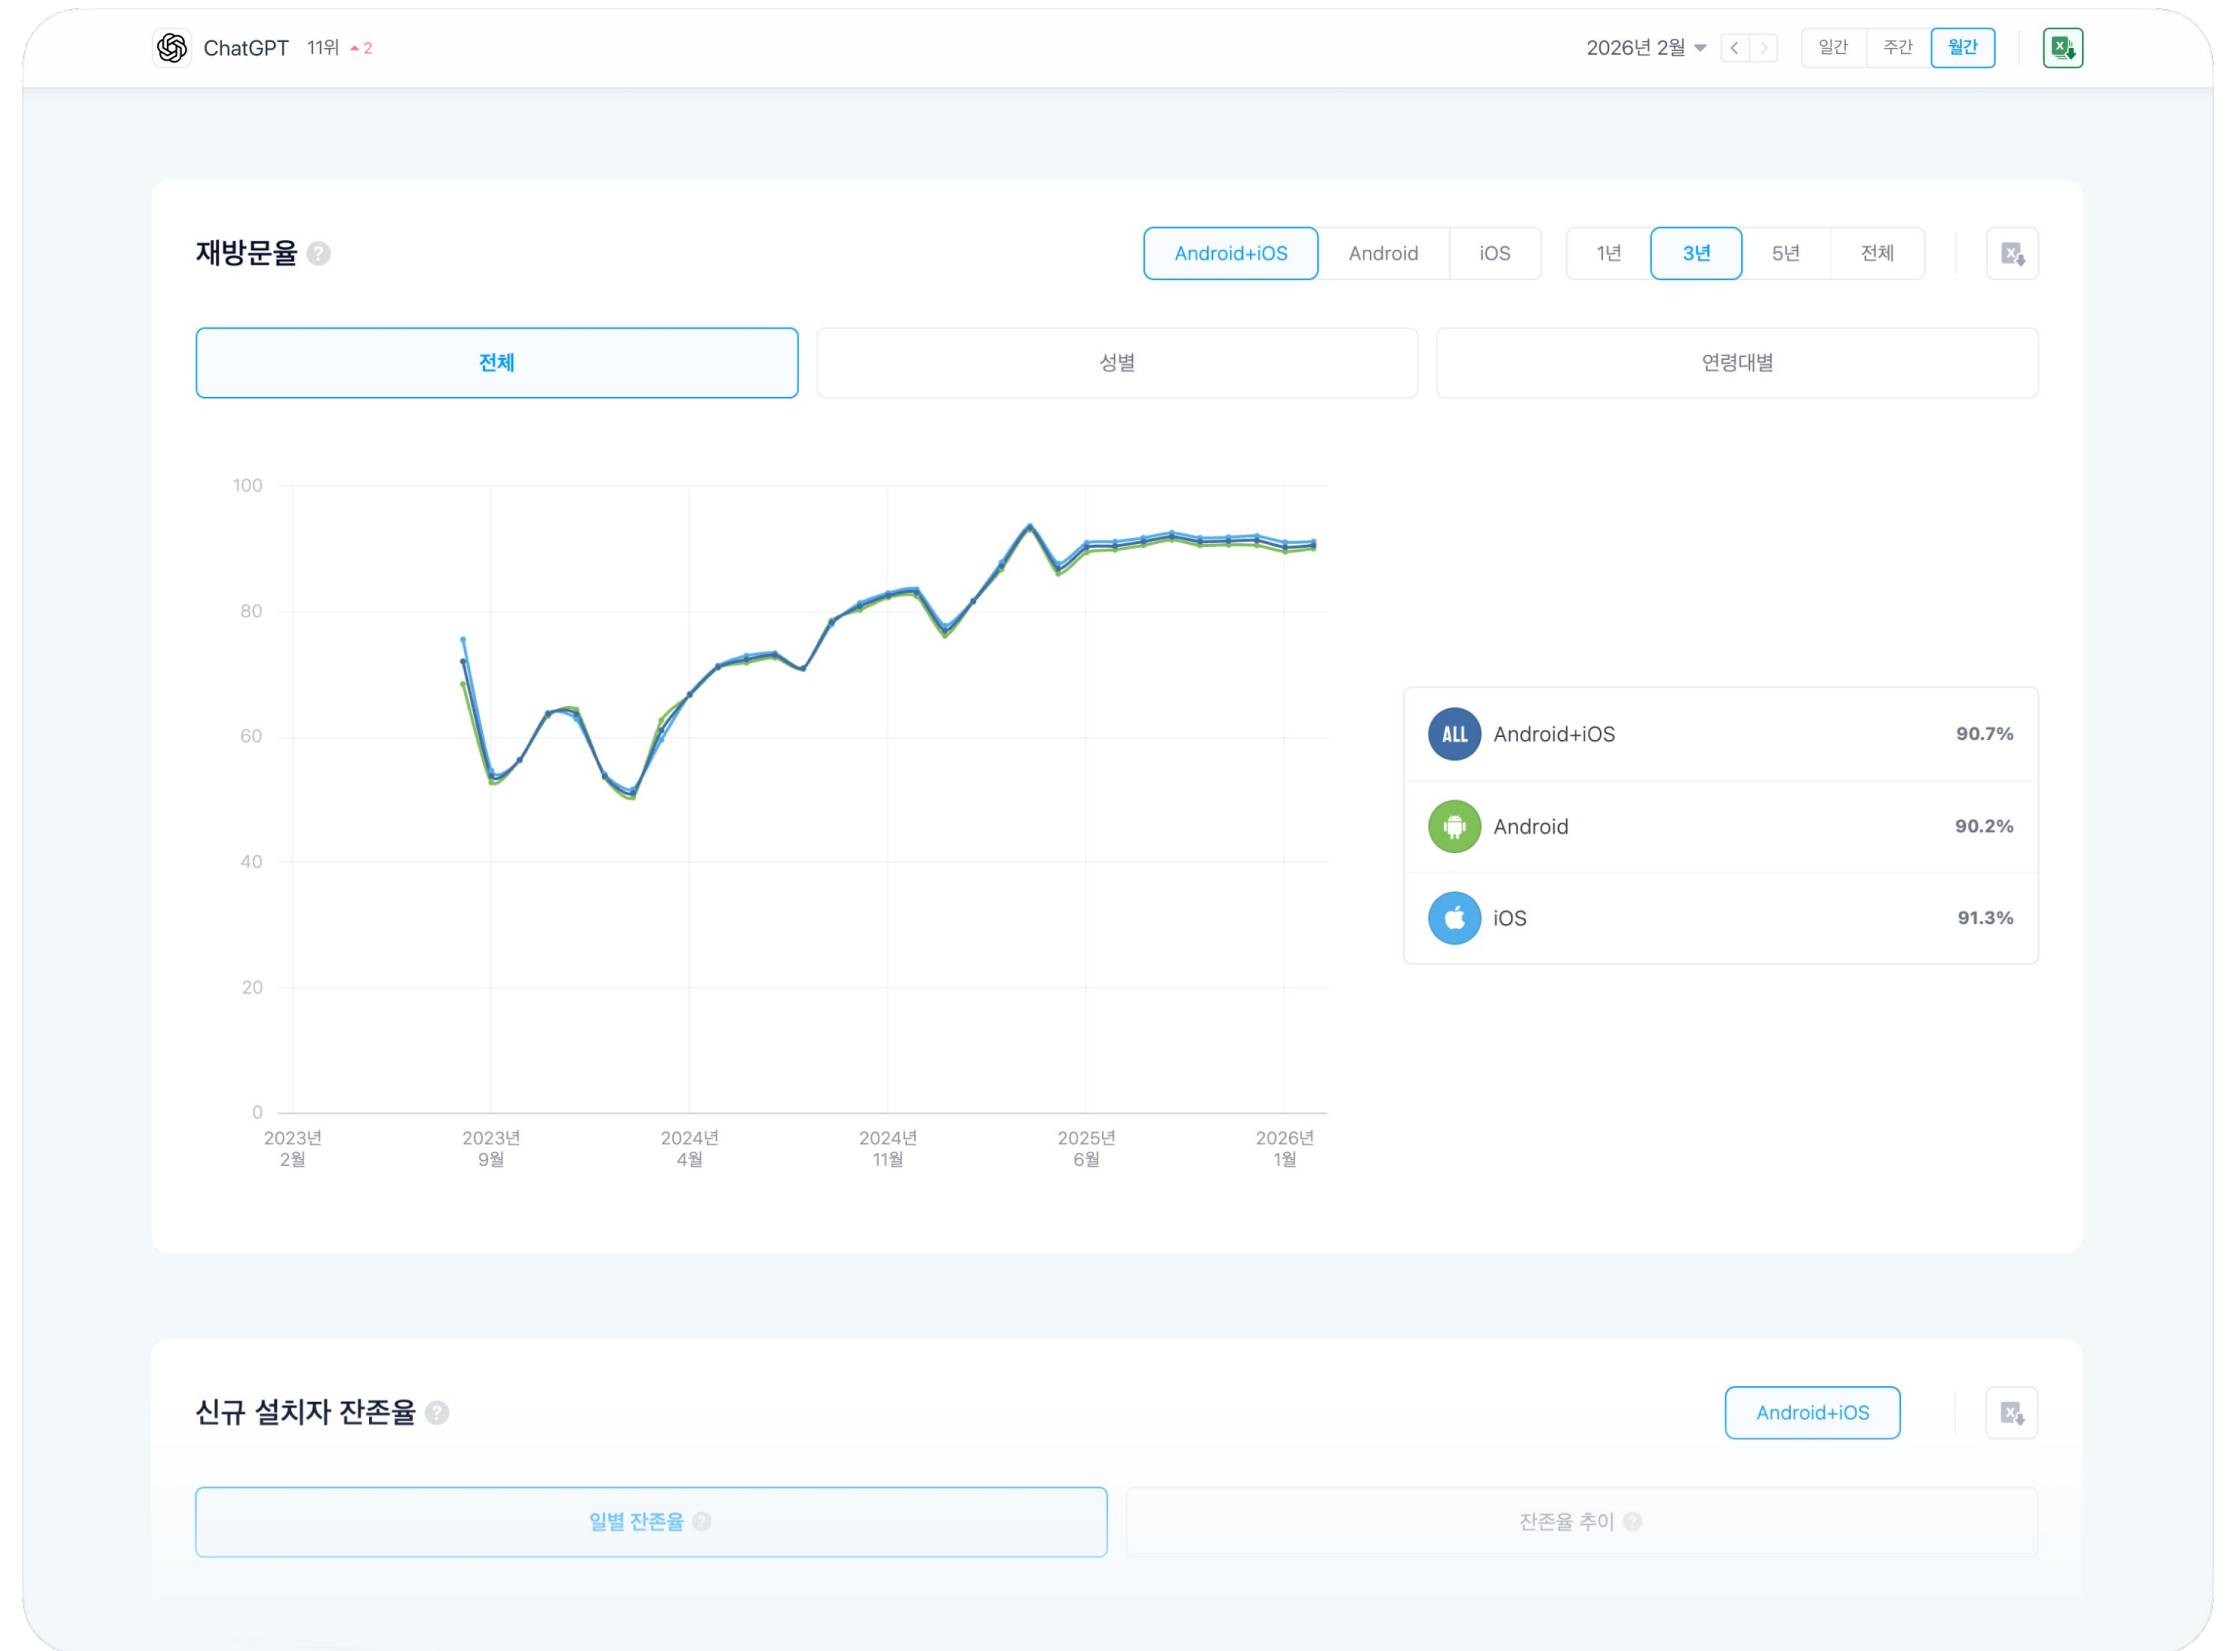 ChatGPT 11위 2 2026년 2월 일간 주간 월간
재방문율 Android+iOS Android iOS 1년 3년 5년 전체
전체 성별 연령대별
100
80
60
40
20
0
2023년 2월
2023년 9월
2024년 4월
2024년 11월
2025년 6월
2026년 1월
ALL Android+iOS 90.7%
Android 90.2%
iOS 91.3%
신규 설치자 잔존율 Android+iOS
일별 잔존율 잔존율 추이